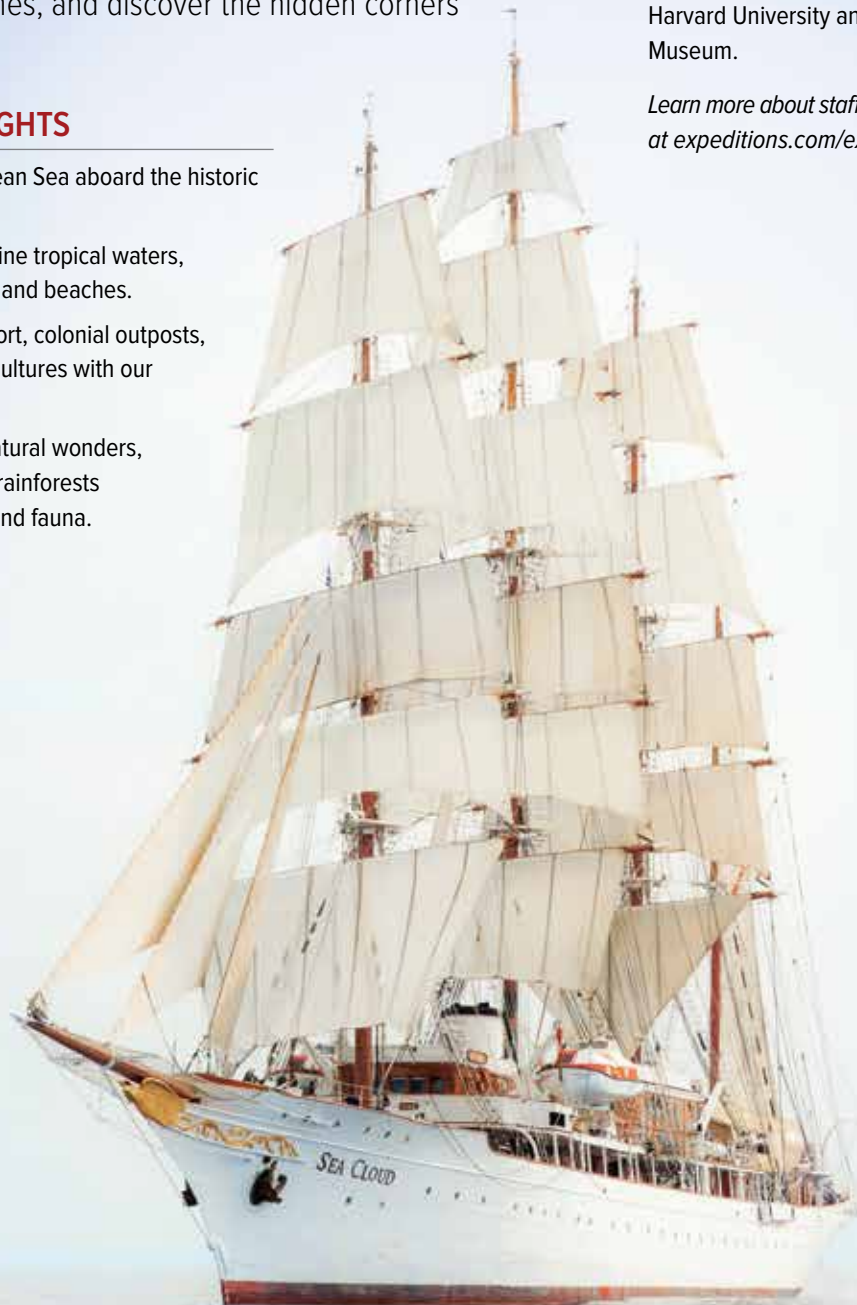 and discover the hidden corners
GHTS
ean Sea aboard the historic
ine tropical waters,
and beaches.
ort, colonial outposts,
ultures with our
tural wonders,
rainforests
nd fauna.
Harvard University an
Museum.
Learn more about staff
at expeditions.com/ex
SEA CLOUD